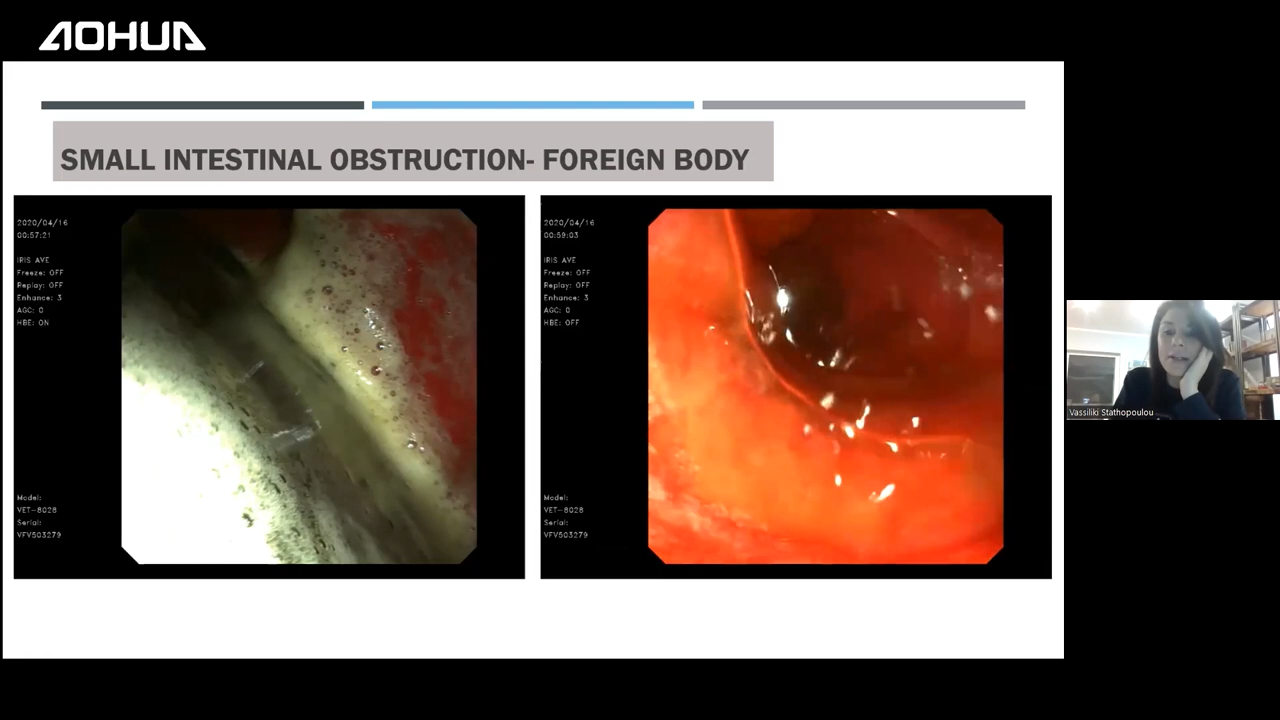 AOHUA
SMALL INTESTINAL OBSTRUCTION- FOREIGN BODY
2020/04/16
00:57:21
IRIS AVE
Freeze: OFF
Replay: OFF
Enhance: 3
AGC: 0
HBE: ON
Model:
VET-8028
Serial:
VFV503279
2020/04/16
00:59:03
IRIS AVE
Freeze: OFF
Replay: OFF
Enhance: 3
AGC: 0
HBE: OFF
Model:
VET-8028
Serial:
VFV503279
Vassiliki Stathopoulou